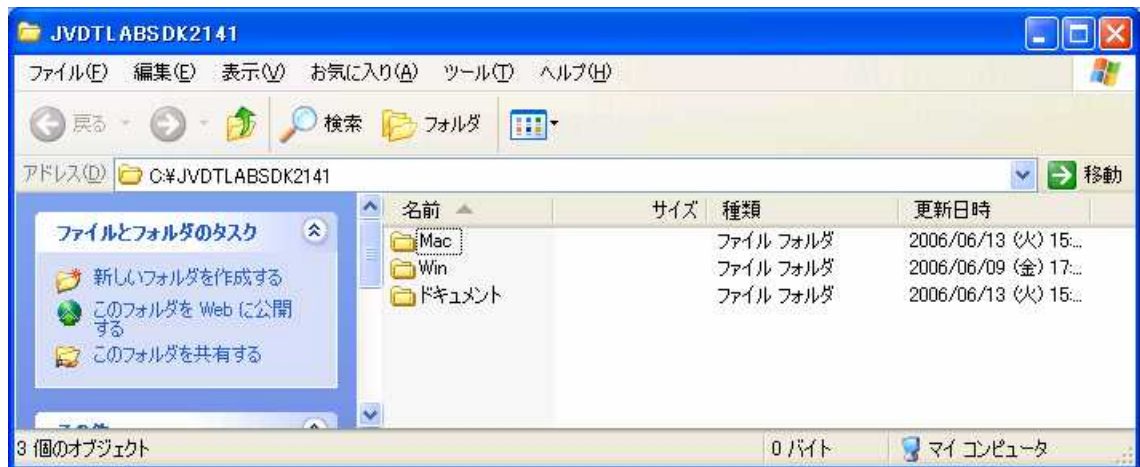 JVDTLABSDK2141
ファイル(F) 編集(E) 表示(V) お気に入り(A) ツール(T) ヘルプ(H)
戻る 検索 フォルダ
アドレス(D) C:¥JVDTLABSDK2141 移動
ファイルとフォルダのタスク
新しいフォルダを作成する
このフォルダを Web に公開
する
このフォルダを共有する
名前 サイズ 種類 更新日時
Mac ファイル フォルダ 2006/06/13 (火) 15:...
Win ファイル フォルダ 2006/06/09 (金) 17:...
ドキュメント ファイル フォルダ 2006/06/13 (火) 15:...
3 個のオブジェクト 0 バイト マイ コンピュータ